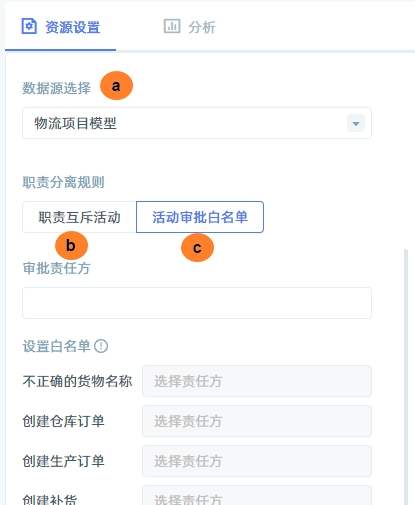 资源设置 分析
数据源选择 a
物流项目模型
职责分离规则
职责互斥活动 活动审批白名单
b c
审批责任方
设置白名单
不正确的货物名称 选择责任方
创建仓库订单 选择责任方
创建生产订单 选择责任方
创建补货 选择责任方